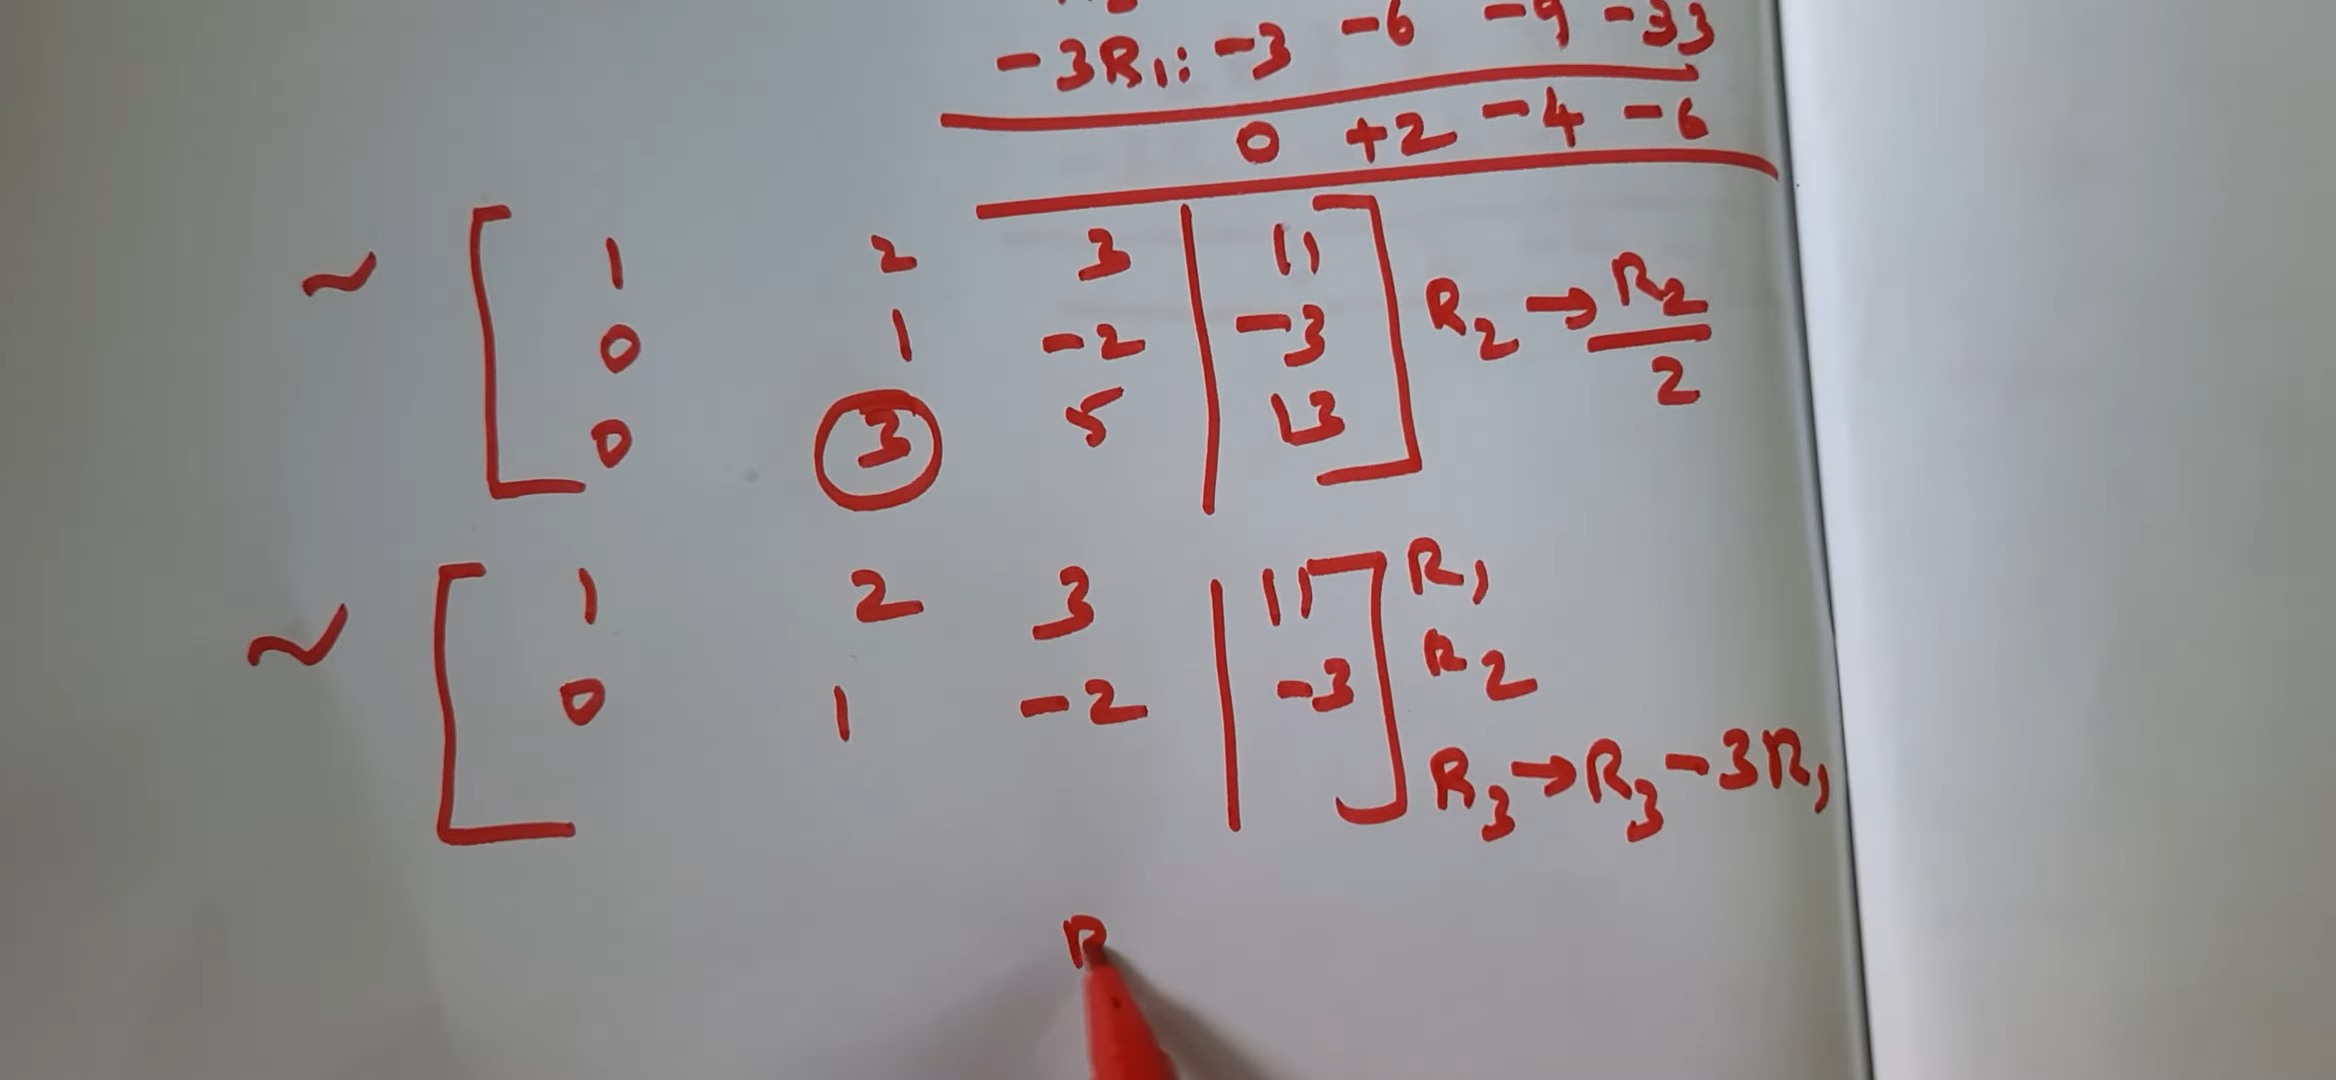 -3R₁: -3 -6 -9 -33
0 +2 -4 -6
~ [ 1 2 3 | 11 ]
0 1 -2 | -3 R₂ → R₂/2
0 3 5 | 13
~ [ 1 2 3 | 11 ] R₁
0 1 -2 | -3 R₂
R₃ → R₃ - 3R₁
R